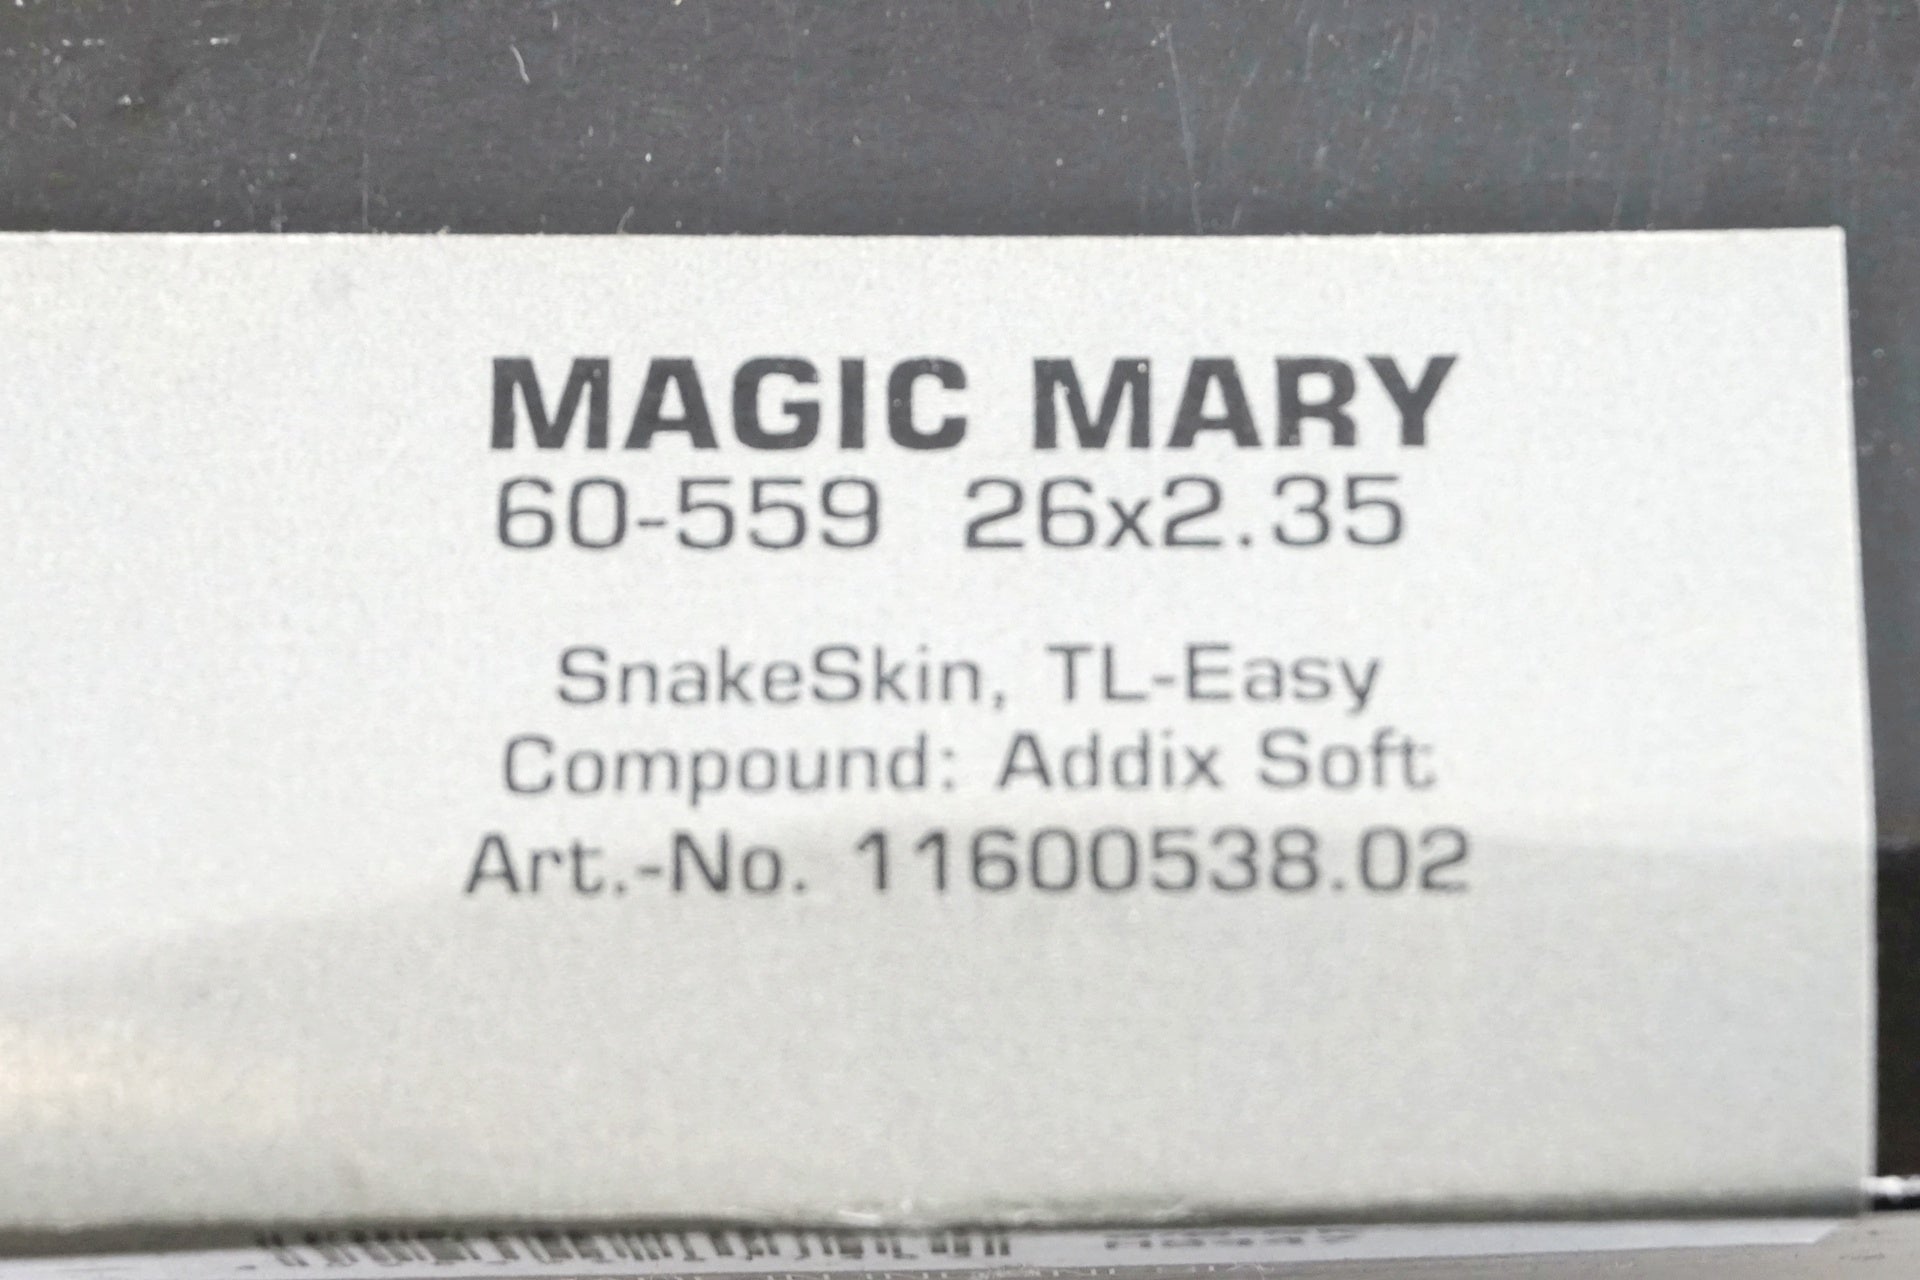 MAGIC MARY
60-559 26x2.35
SnakeSkin, TL-Easy
Compound: Addix Soft
Art.-No. 11600538.02